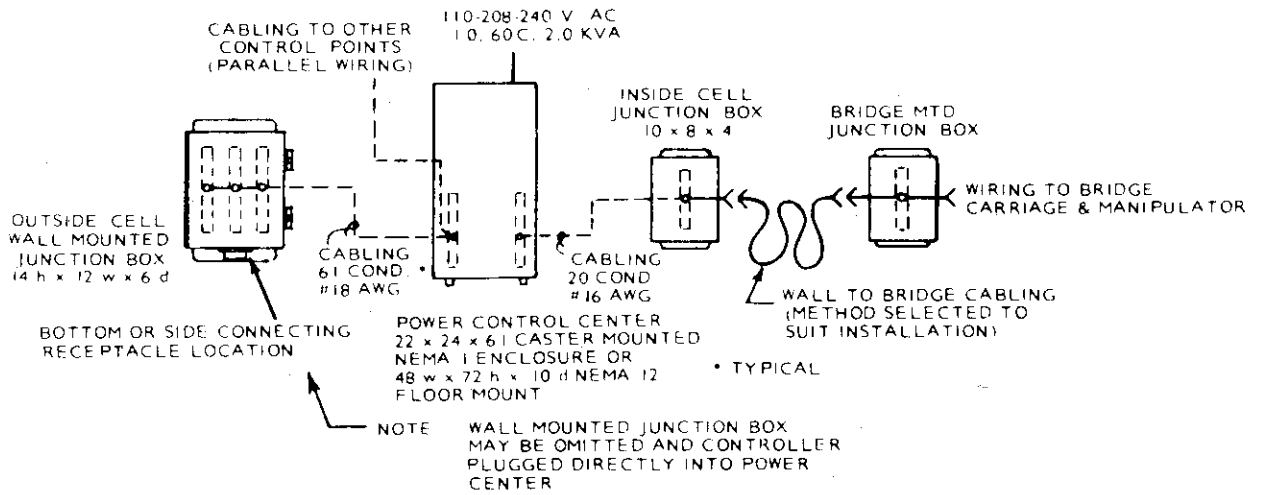 110-208-240 V AC
10, 60C, 2.0 KVA
CABLING TO OTHER
CONTROL POINTS
(PARALLEL WIRING)
INSIDE CELL
JUNCTION BOX
10 x 8 x 4
BRIDGE MTD
JUNCTION BOX
OUTSIDE CELL
WALL MOUNTED
JUNCTION BOX
14 h x 12 w x 6 d
CABLING
61 COND. •
#18 AWG
CABLING
20 COND
#16 AWG
WIRING TO BRIDGE
CARRIAGE & MANIPULATOR
WALL TO BRIDGE CABLING
(METHOD SELECTED TO
SUIT INSTALLATION)
BOTTOM OR SIDE CONNECTING
RECEPTACLE LOCATION
POWER CONTROL CENTER
22 x 24 x 61 CASTER MOUNTED
NEMA 1 ENCLOSURE OR
48 w x 72 h x 10 d NEMA 12
FLOOR MOUNT
• TYPICAL
NOTE WALL MOUNTED JUNCTION BOX
MAY BE OMITTED AND CONTROLLER
PLUGGED DIRECTLY INTO POWER
CENTER